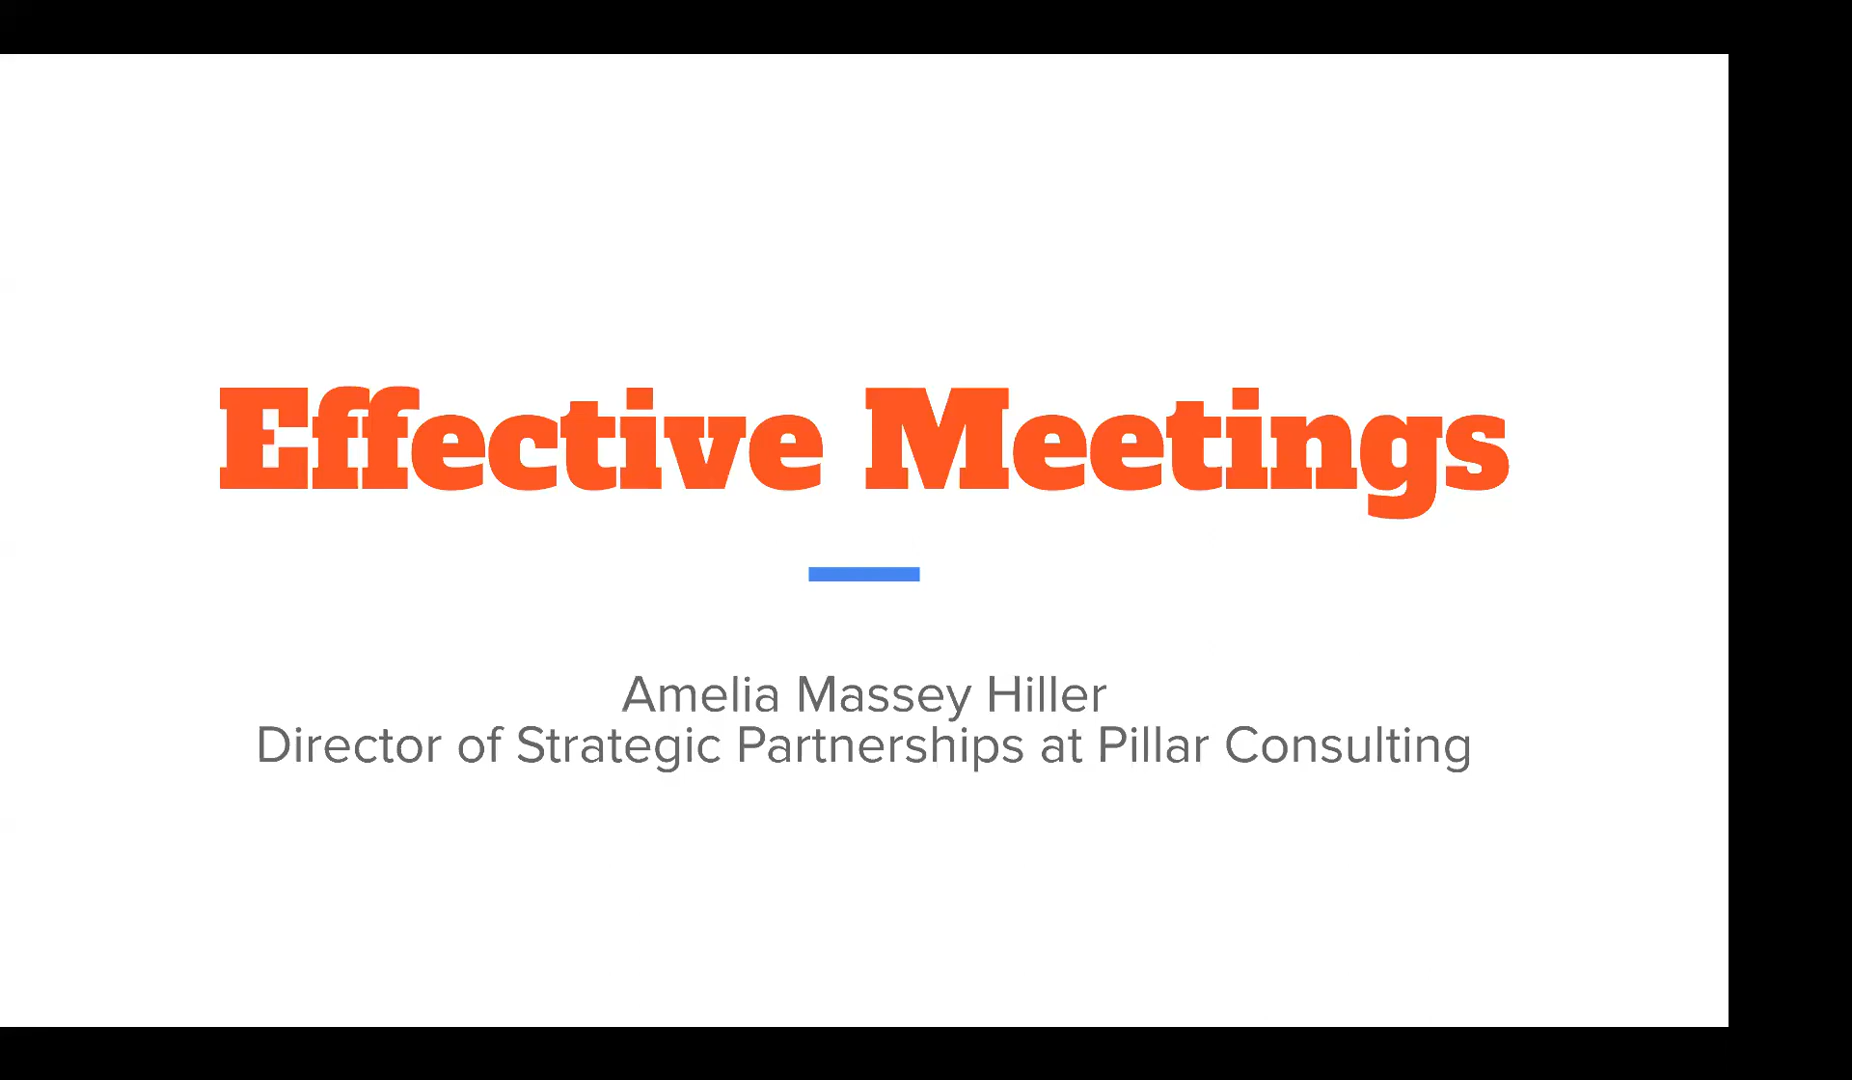 Effective Meetings
Amelia Massey Hiller
Director of Strategic Partnerships at Pillar Consulting